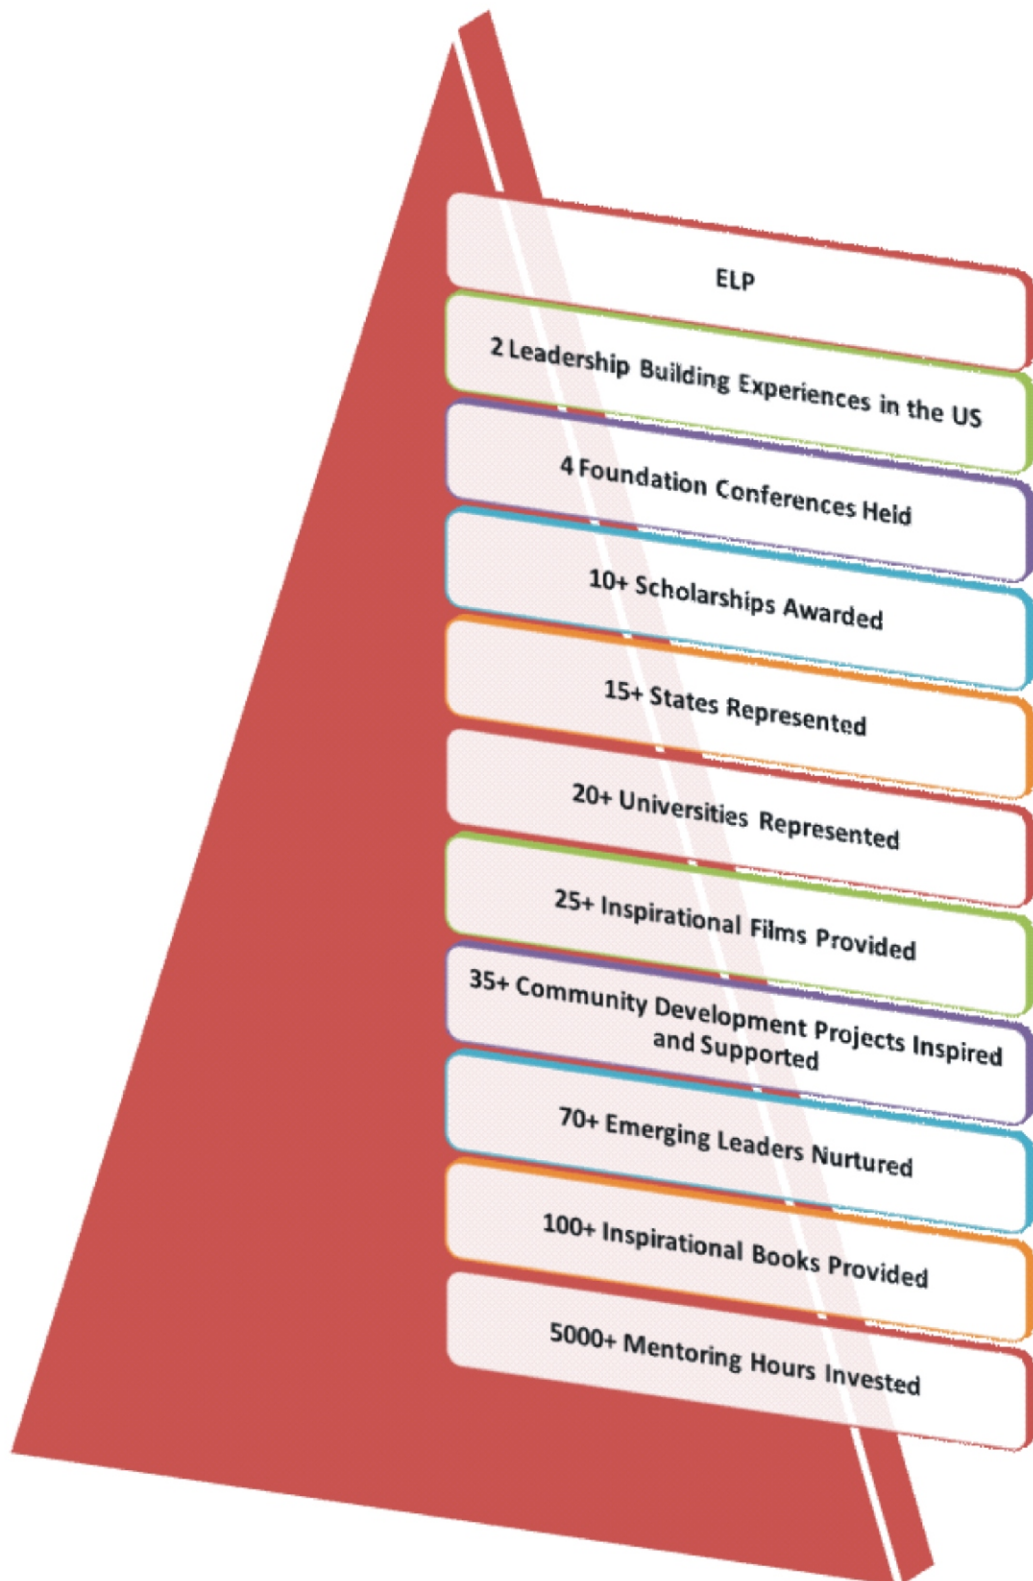 ELP
2 Leadership Building Experiences in the US
4 Foundation Conferences Held
10+ Scholarships Awarded
15+ States Represented
20+ Universities Represented
25+ Inspirational Films Provided
35+ Community Development Projects Inspired
and Supported
70+ Emerging Leaders Nurtured
100+ Inspirational Books Provided
5000+ Mentoring Hours Invested